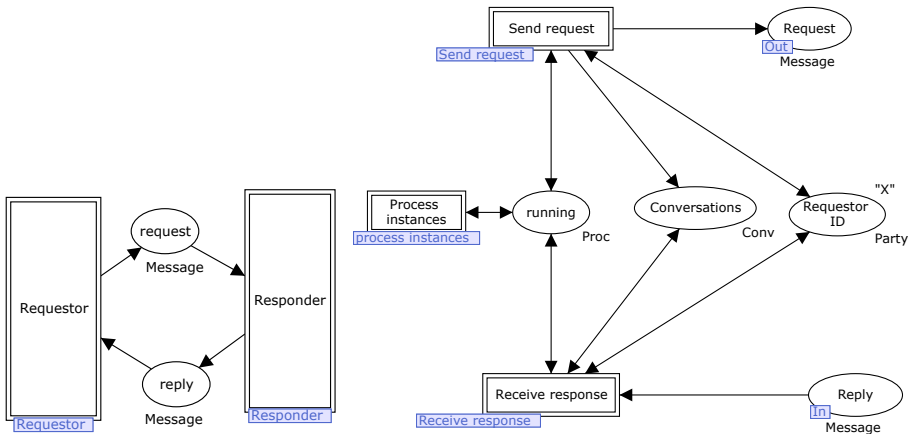 Requestor
Requestor
request
Message
reply
Message
Responder
Responder
Send request
Send request
Request
Out
Message
Process
instances
process instances
running
Proc
Conversations
Conv
"X"
Requestor
ID
Party
Receive response
Receive response
Reply
In
Message